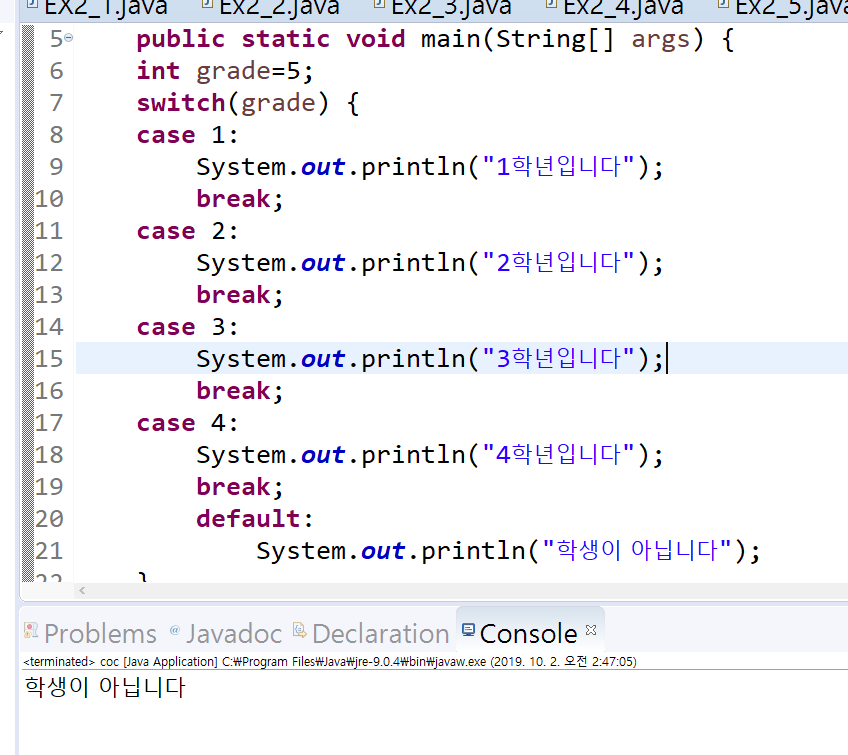 EX2_1.java Ex2_2.java Ex2_3.java Ex2_4.java Ex2_5.java
5 public static void main(String[] args) {
6 int grade=5;
7 switch(grade) {
8 case 1:
9 System.out.println("1학년입니다");
10 break;
11 case 2:
12 System.out.println("2학년입니다");
13 break;
14 case 3:
15 System.out.println("3학년입니다");
16 break;
17 case 4:
18 System.out.println("4학년입니다");
19 break;
20 default:
21 System.out.println("학생이 아닙니다");
22 }
Problems @ Javadoc Declaration Console
<terminated> coc [Java Application] C:₩Program Files₩Java₩jre-9.0.4₩bin₩javaw.exe (2019. 10. 2. 오전 2:47:05)
학생이 아닙니다